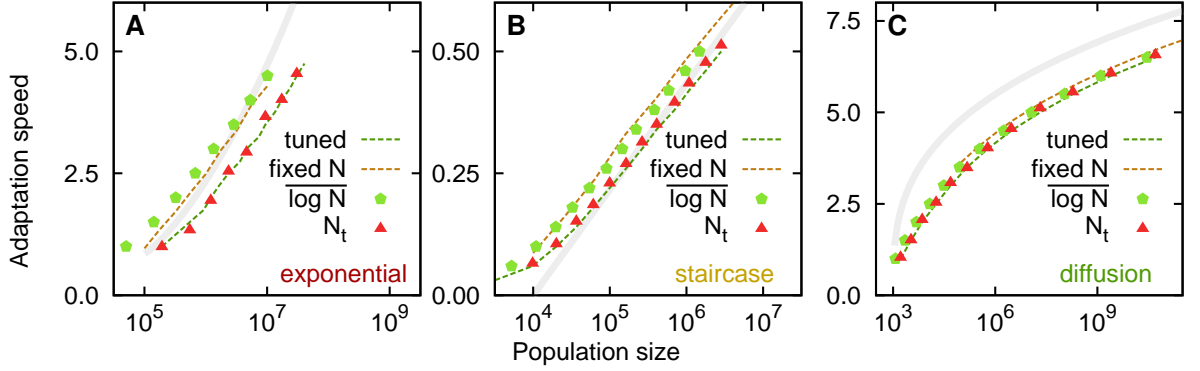 Adaptation speed
A
5.0
2.5
0.0
tuned
fixed N
log N
N_t
exponential
10^5
10^7
10^9
B
0.50
0.25
0.00
tuned
fixed N
log N
N_t
staircase
10^4
10^5
10^6
10^7
C
7.5
5.0
2.5
0.0
tuned
fixed N
log N
N_t
diffusion
10^3
10^6
10^9
Population size